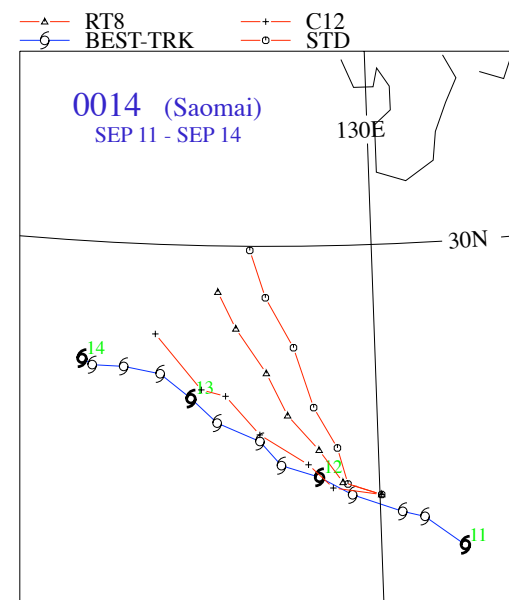 RT8 C12
BEST-TRK STD
0014 (Saomai)
SEP 11 - SEP 14
130E
30N
14
13
12
11